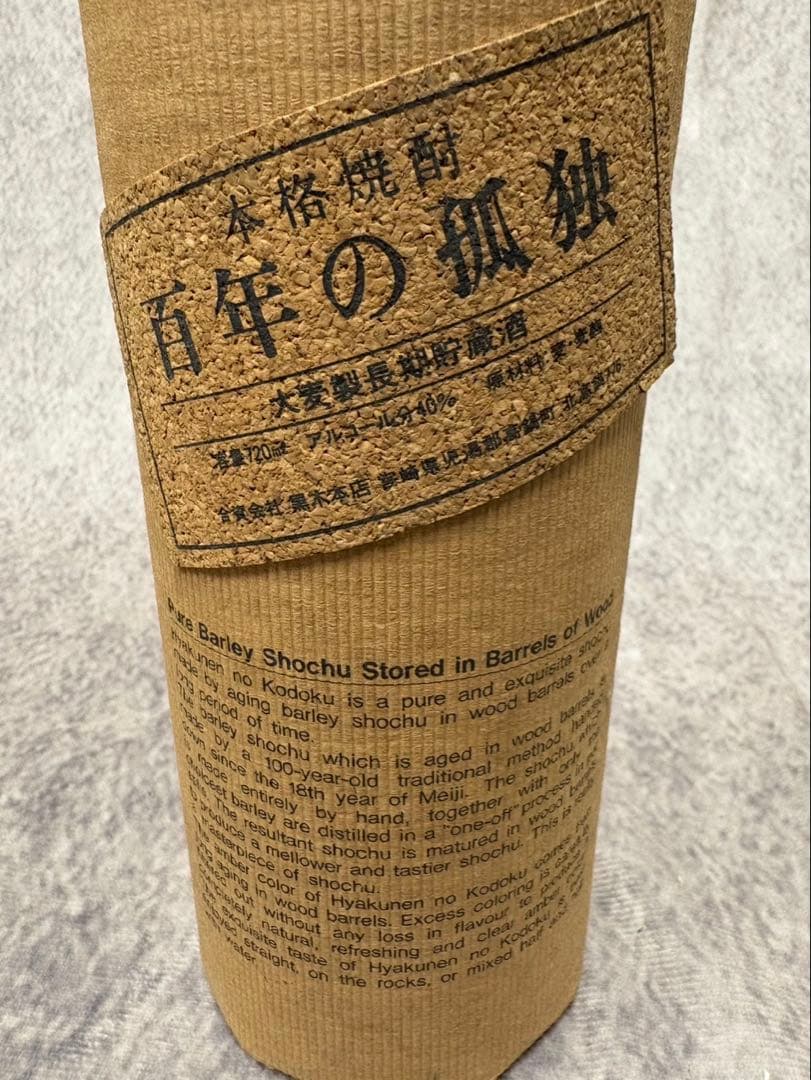 本格焼酎
百年の孤独
大麦製長期貯蔵酒
容量720mℓ アルコール分40% 原材料 麦・麦麹
合資会社 黒木本店 宮崎県児湯郡高鍋町 北高鍋776
Pure Barley Shochu Stored in Barrels of Wood
Hyakunen no Kodoku is a pure and exquisite shochu
made by aging barley shochu in wood barrels over a
long period of time.
The barley shochu which is aged in wood barrels is
made by a 100-year-old traditional method, handed
down since the 18th year of Meiji. The shochu, which
is made entirely by hand, together with only the
choicest barley are distilled in a "one-off" process in
The resultant shochu is matured in wood barrels
to produce a mellower and tastier shochu. This is
masterpiece of shochu.
The amber color of Hyakunen no Kodoku comes from
long aging in wood barrels. Excess coloring is
out without any loss in flavour to produce
completely natural, refreshing and clear amber
exquisite taste of Hyakunen no Kodoku is
enjoyed straight, on the rocks, or mixed half and half
water.